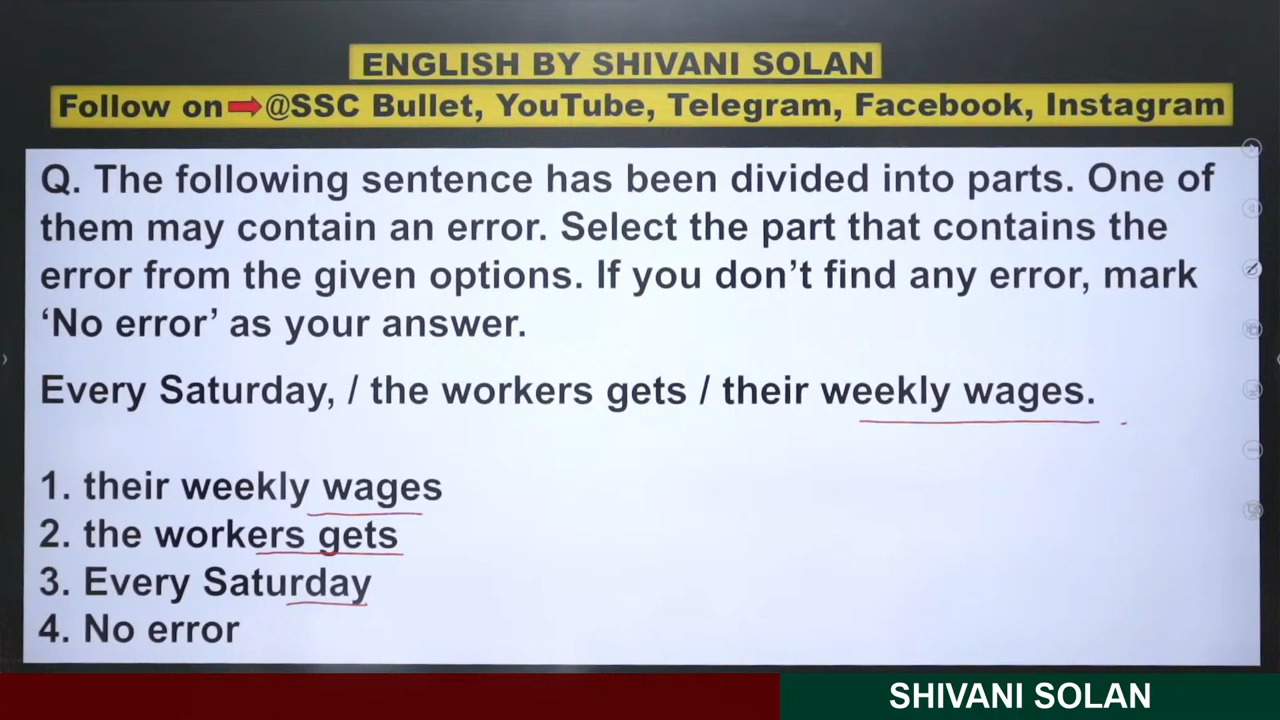 ENGLISH BY SHIVANI SOLAN
Follow on @SSC Bullet, YouTube, Telegram, Facebook, Instagram
Q. The following sentence has been divided into parts. One of
them may contain an error. Select the part that contains the
error from the given options. If you don’t find any error, mark
‘No error’ as your answer.
Every Saturday, / the workers gets / their weekly wages.
1. their weekly wages
2. the workers gets
3. Every Saturday
4. No error
SHIVANI SOLAN